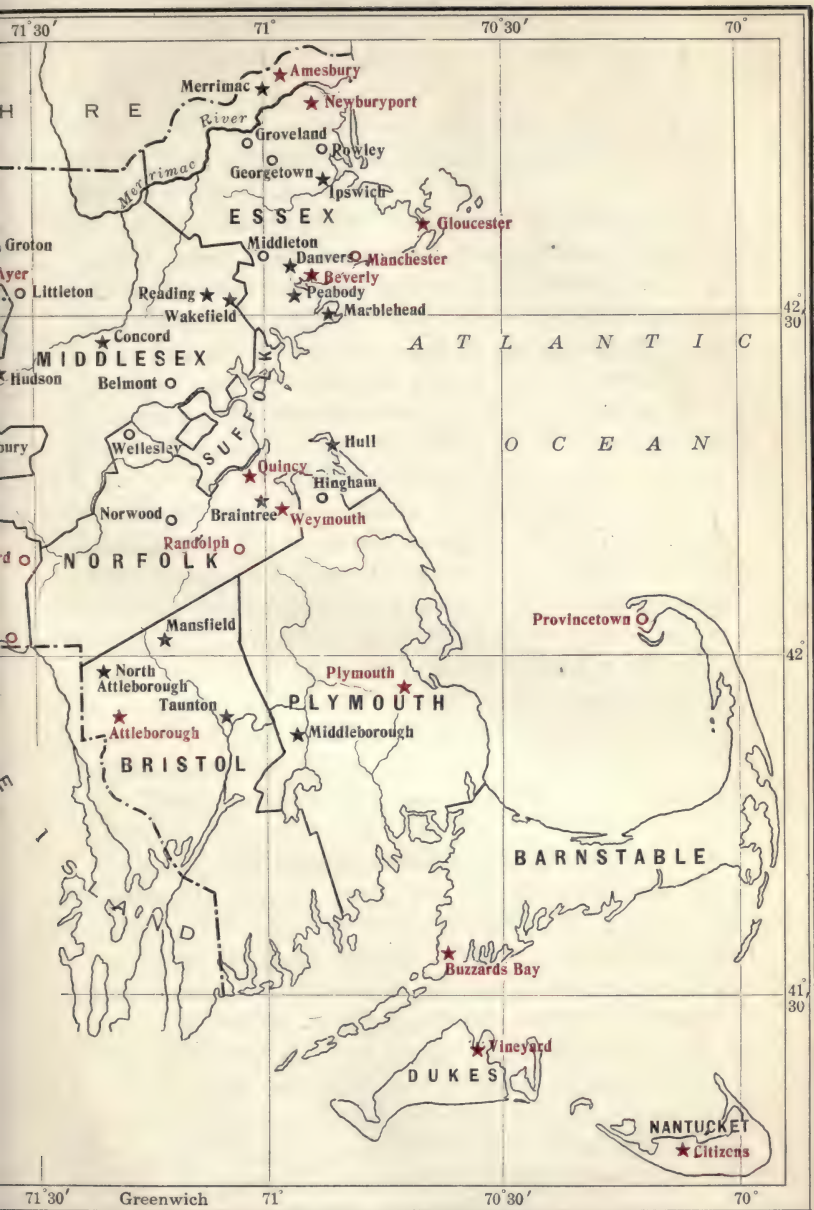 71°30′ 71° 70°30′ 70°
Amesbury
Merrimac
Newburyport
H R E
River
Groveland
Rowley
Merrimac
Georgetown
Ipswich
ESSEX
Gloucester
Groton
Middleton
Danvers
Manchester
Ayer
Beverly
Littleton
Reading
Peabody
Wakefield
Marblehead
42°
30
Concord
ATLANTIC
MIDDLESEX
Hudson
Belmont
SUFFOLK
bury
Wellesley
Hull
OCEAN
Quincy
Hingham
Norwood
Braintree
Weymouth
Randolph
rd
NORFOLK
Provincetown
Mansfield
42°
North
Attleborough
Plymouth
Taunton
PLYMOUTH
Attleborough
Middleborough
BRISTOL
E
I
S
A
D
BARNSTABLE
Buzzards Bay
41°
30
Vineyard
DUKES
NANTUCKET
Citizens
71°30′ Greenwich 71° 70°30′ 70°